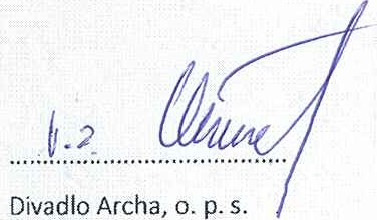 v.z.
Divadlo Archa, o. p. s.